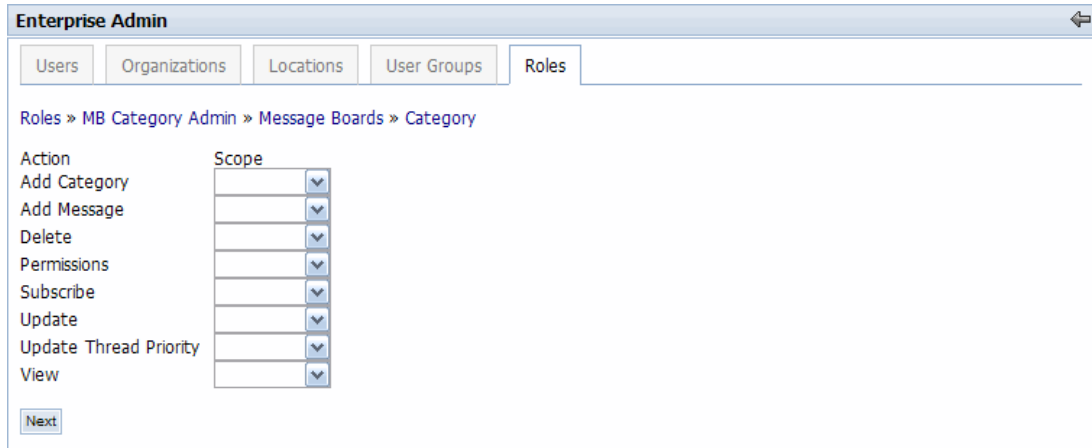 Enterprise Admin
Users Organizations Locations User Groups Roles
Roles » MB Category Admin » Message Boards » Category
Action Scope
Add Category
Add Message
Delete
Permissions
Subscribe
Update
Update Thread Priority
View
Next